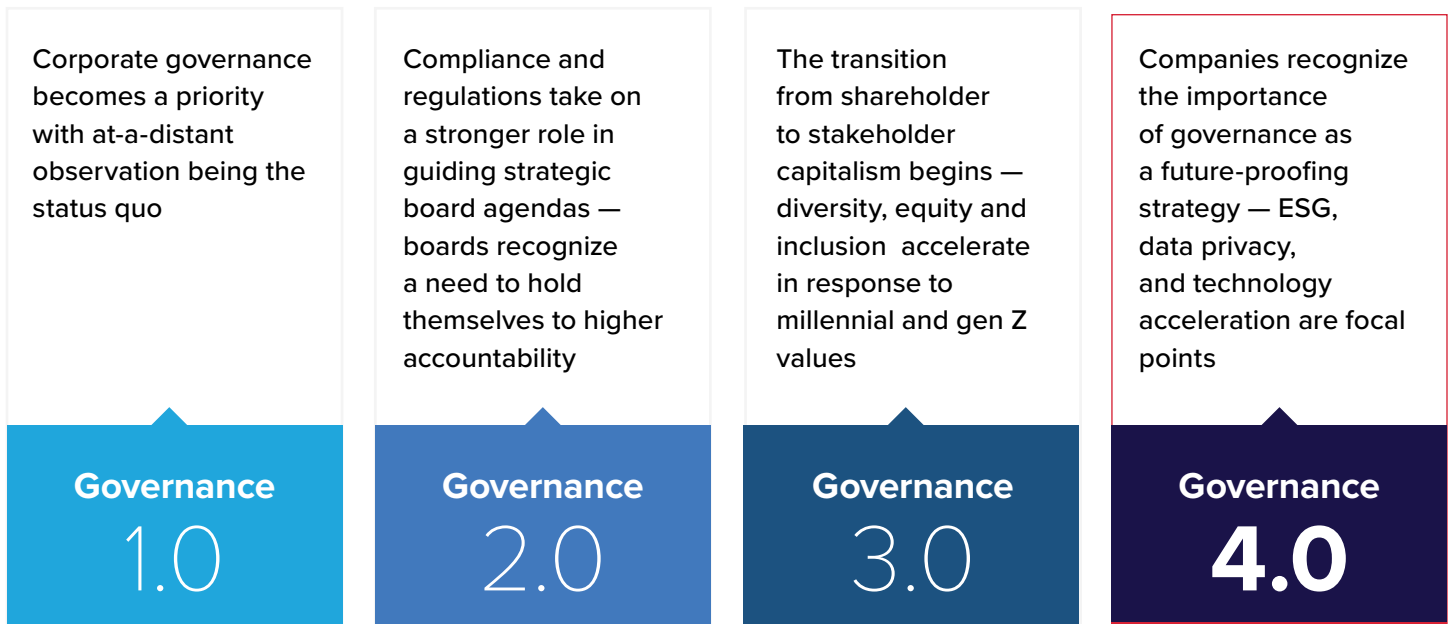 Corporate governance
becomes a priority
with at-a-distant
observation being the
status quo
Governance
1.0
Compliance and
regulations take on
a stronger role in
guiding strategic
board agendas —
boards recognize
a need to hold
themselves to higher
accountability
Governance
2.0
The transition
from shareholder
to stakeholder
capitalism begins —
diversity, equity and
inclusion  accelerate
in response to
millennial and gen Z
values
Governance
3.0
Companies recognize
the importance
of governance as
a future-proofing
strategy — ESG,
data privacy,
and technology
acceleration are focal
points
Governance
4.0